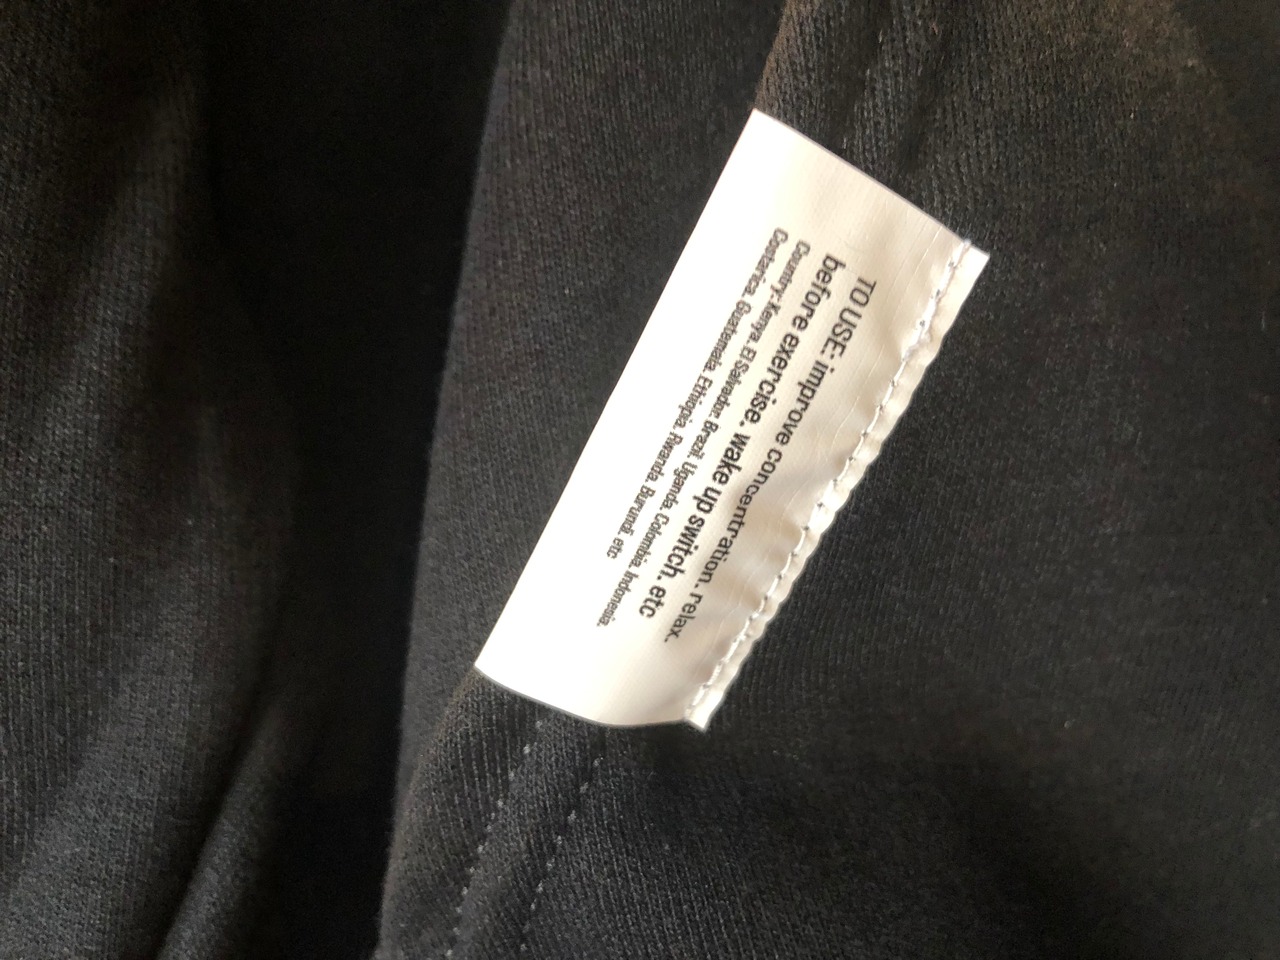 TO USE: improve concentration. relax.
before exercise. wake up switch. etc
Country: Kenya. El Salvador. Brazil. Uganda. Colombia. Indonesia.
Costarica. Guatemala. Ethiopia. Rwanda. Burundi. etc